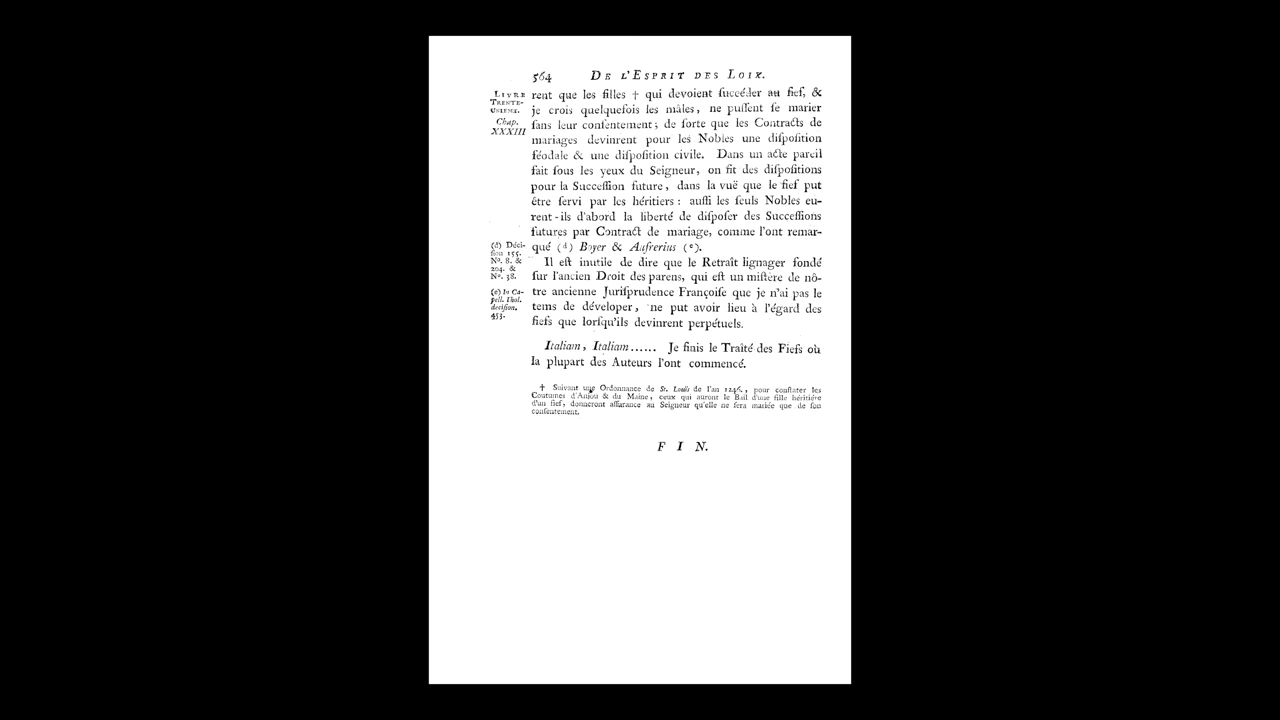 564 DE L'ESPRIT DES LOIX.
LIVRE
TRENTE-
UNIEME.
Chap.
XXXIII
rent que les filles † qui devoient ſuccéder au fief, &
je crois quelquefois les mâles, ne puſſent ſe marier
ſans leur conſentement; de ſorte que les Contracts de
mariages devinrent pour les Nobles une diſpoſition
féodale & une diſpoſition civile. Dans un acte pareil
fait ſous les yeux du Seigneur, on fit des diſpoſitions
pour la Succeſſion future, dans la vuë que le fief put
être ſervi par les héritiers: auſſi les ſeuls Nobles eu-
rent-ils d'abord la liberté de diſpoſer des Succeſſions
futures par Contract de mariage, comme l'ont remar-
qué (d) Boyer & Aufrerius (e).
(d) Déci-
ſion 155.
Nº. 8. &
204. &
Nº. 38.
(e) In Ca-
pell. Thol.
deciſion.
453.
Il eſt inutile de dire que le Retraît lignager fondé
ſur l'ancien Droit des parens, qui eſt un miſtère de nô-
tre ancienne Juriſprudence Françoiſe que je n'ai pas le
tems de déveloper, ne put avoir lieu à l'égard des
fiefs que lorſqu'ils devinrent perpétuels.
Italiam, Italiam...... Je finis le Traité des Fiefs où
la plupart des Auteurs l'ont commencé.
† Suivant une Ordonnance de St. Louis de l'an 1246., pour conſtater les
Coutumes d'Anjou & du Maine, ceux qui auront le Bail d'une fille héritière
d'un fief, donneront aſſurance au Seigneur qu'elle ne ſera mariée que de ſon
conſentement.
F I N.